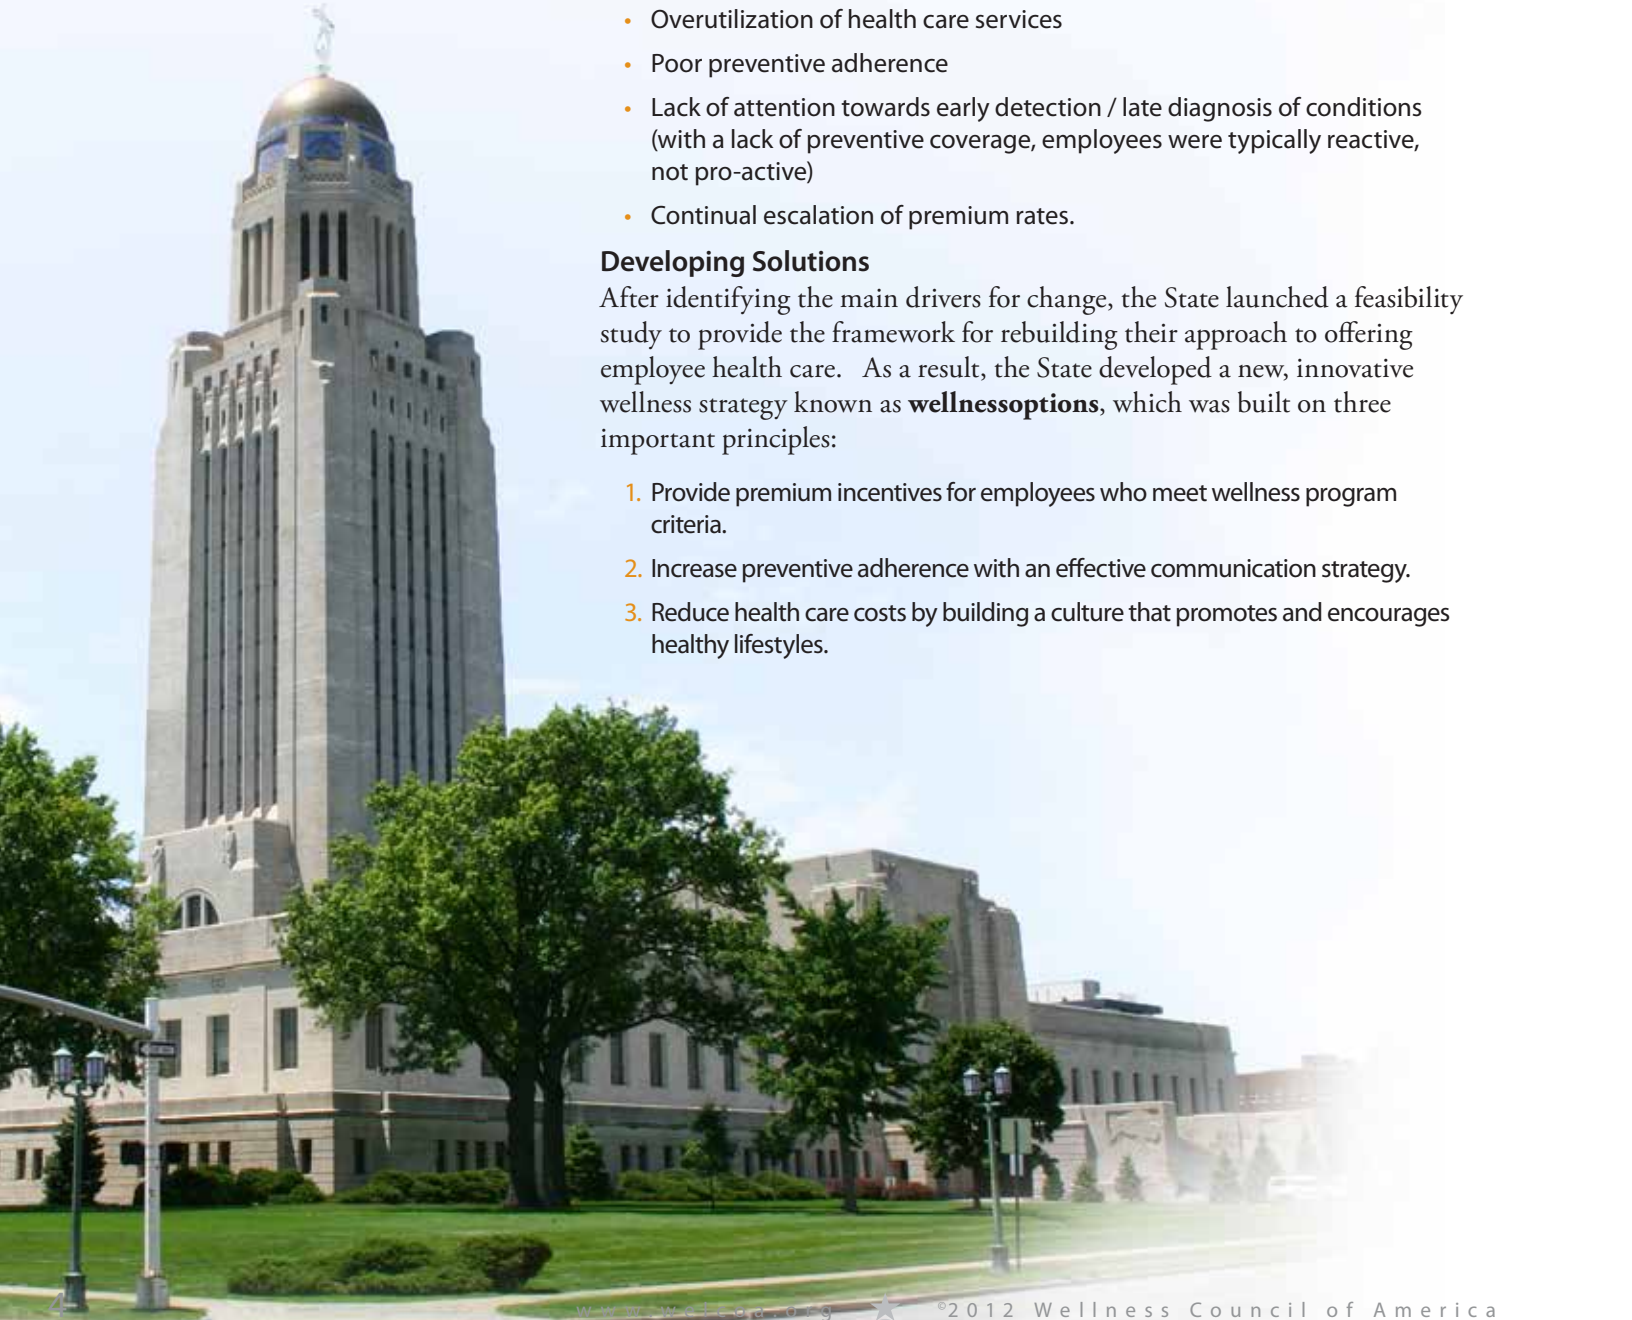 • Overutilization of health care services
• Poor preventive adherence
• Lack of attention towards early detection / late diagnosis of conditions
(with a lack of preventive coverage, employees were typically reactive,
not pro-active)
• Continual escalation of premium rates.
Developing Solutions
After identifying the main drivers for change, the State launched a feasibility
study to provide the framework for rebuilding their approach to offering
employee health care.   As a result, the State developed a new, innovative
wellness strategy known as wellnessoptions, which was built on three
important principles:
1. Provide premium incentives for employees who meet wellness program
criteria.
2. Increase preventive adherence with an effective communication strategy.
3. Reduce health care costs by building a culture that promotes and encourages
healthy lifestyles.
4 www.welcoa.org ©2012 Wellness Council of America